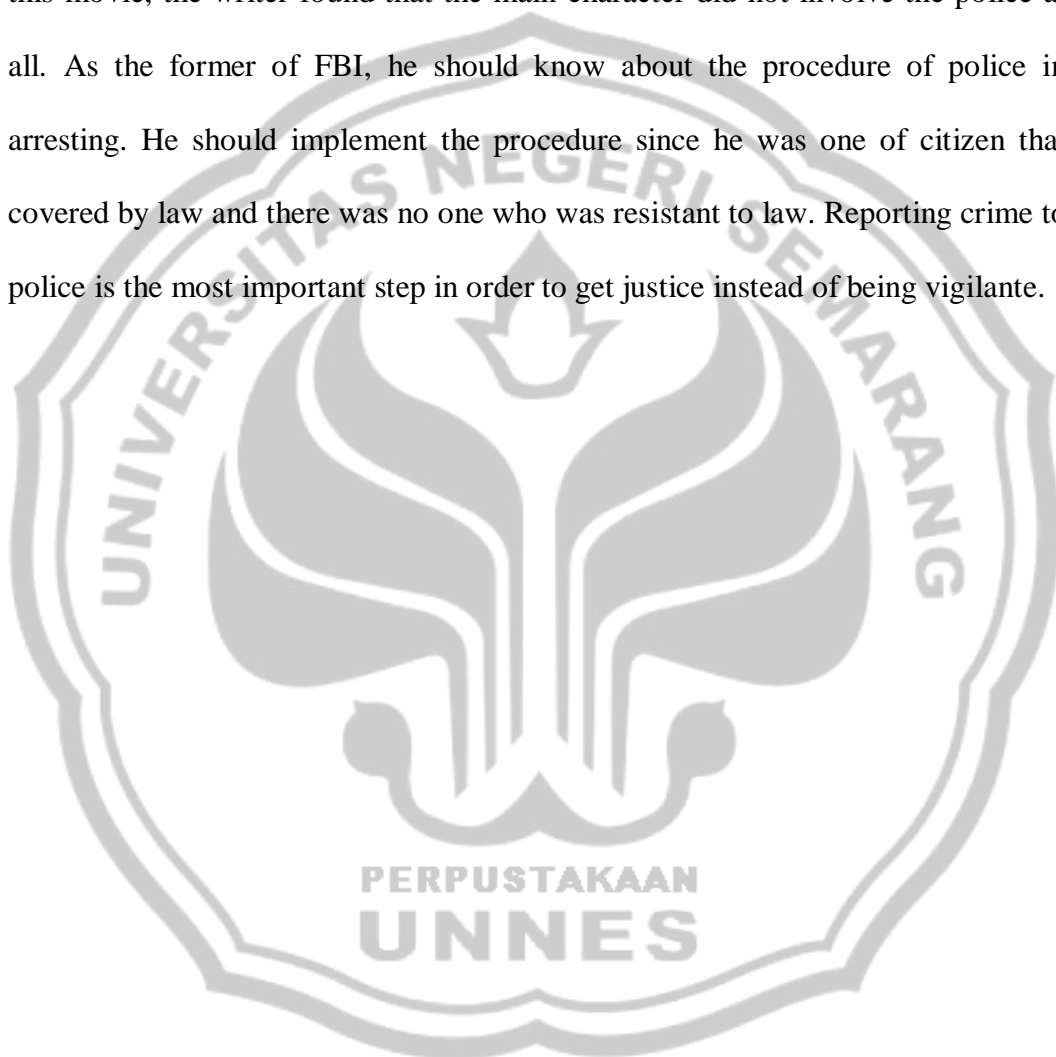 this movie, the writer found that the main character did not involve the police a
all. As the former of FBI, he should know about the procedure of police in
arresting. He should implement the procedure since he was one of citizen tha
covered by law and there was no one who was resistant to law. Reporting crime to
police is the most important step in order to get justice instead of being vigilante.
UNIVERSITAS NEGERI SEMARANG
PERPUSTAKAAN
UNNES